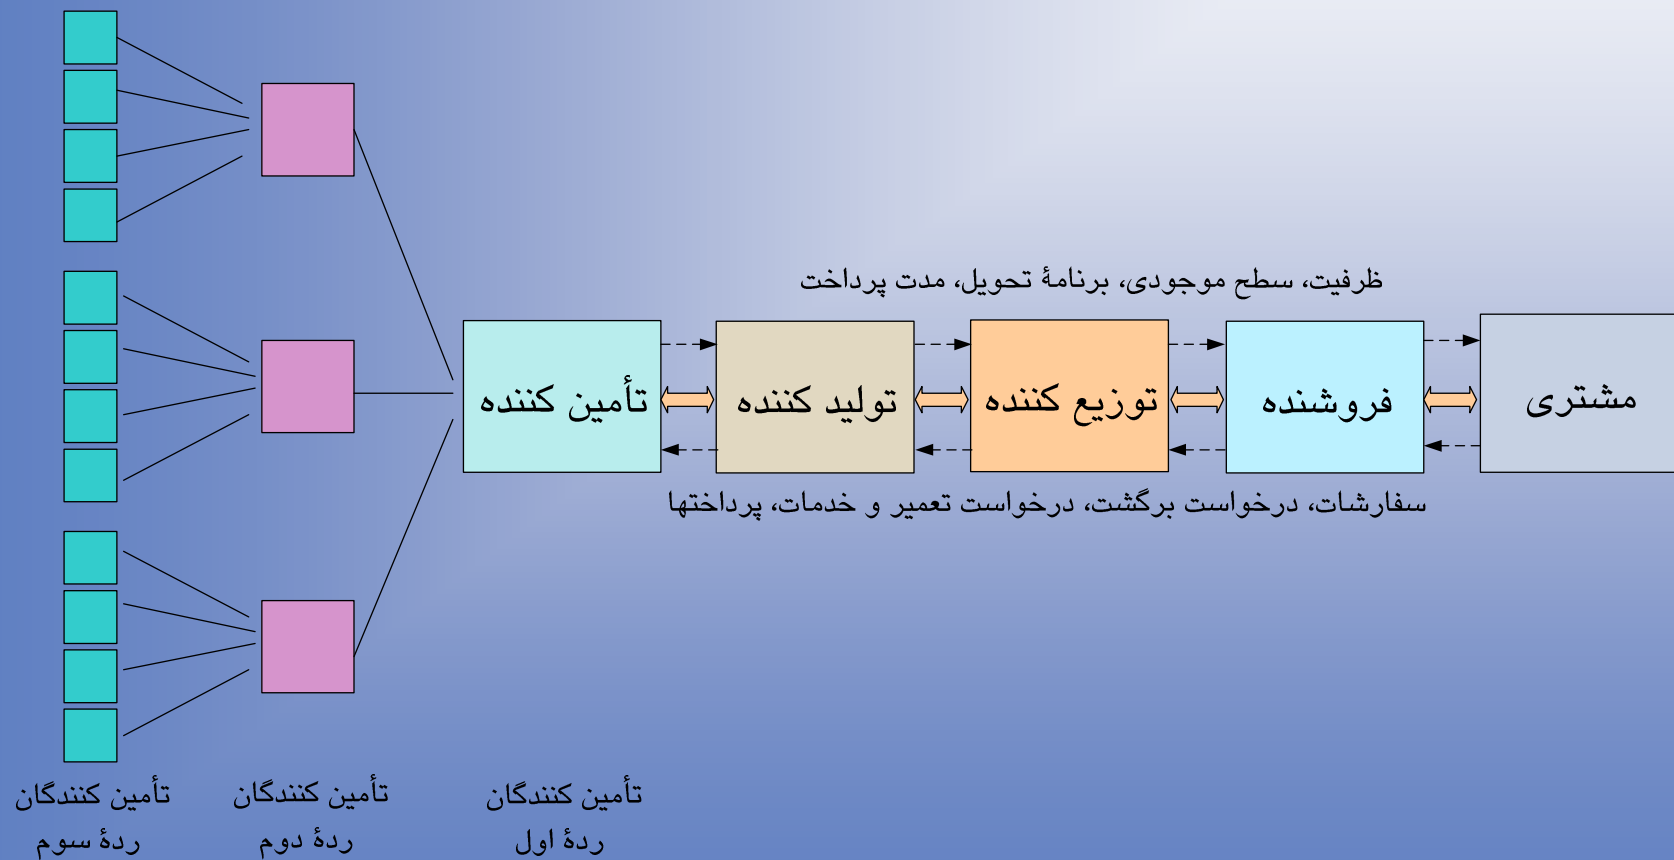 ظرفیت، سطح موجودی، برنامهٔ تحویل، مدت پرداخت
مشتری
فروشنده
توزیع کننده
تولید کننده
تأمین کننده
سفارشات، درخواست برگشت، درخواست تعمیر و خدمات، پرداختها
تأمین کنندگان
ردهٔ اول
تأمین کنندگان
ردهٔ دوم
تأمین کنندگان
ردهٔ سوم